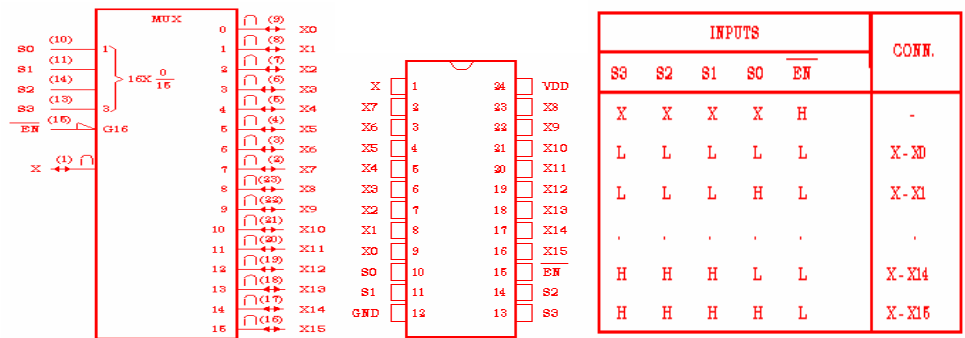 MUX
0 (9) X0
1 (8) X1
2 (7) X2
3 (6) X3
4 (5) X4
5 (4) X5
6 (3) X6
7 (2) X7
8 (23) X8
9 (22) X9
10 (21) X10
11 (20) X11
12 (19) X12
13 (18) X13
14 (17) X14
15 (16) X15
S0 (10) 1
S1 (11)
S2 (14)
S3 (13) 3
16X 0/15
EN (15) G16
X (1)
X 1 24 VDD
X7 2 23 X8
X6 3 22 X9
X5 4 21 X10
X4 5 20 X11
X3 6 19 X12
X2 7 18 X13
X1 8 17 X14
X0 9 16 X15
S0 10 15 EN
S1 11 14 S2
GND 12 13 S3
INPUTS CONN.
S3 S2 S1 S0 EN
X X X X H -
L L L L L X-X0
L L L H L X-X1
. . . . . .
H H H L L X-X14
H H H H L X-X15